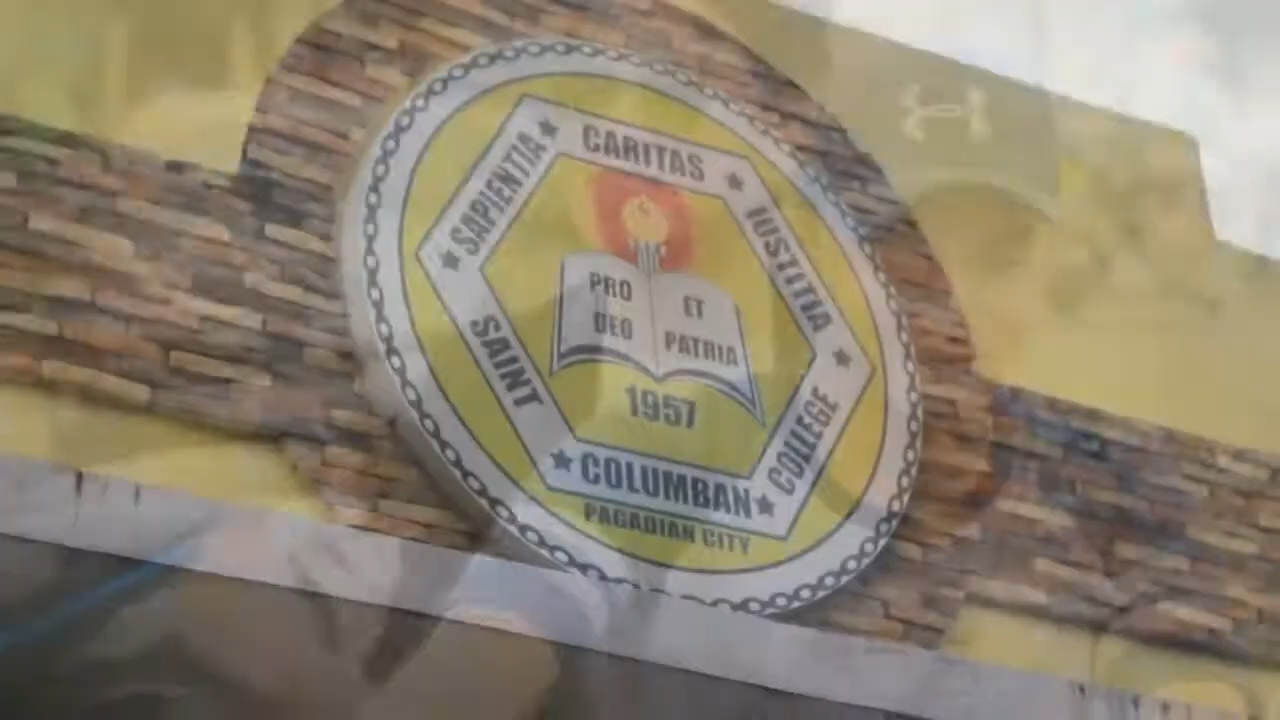 SAPIENTIA
CARITAS
IUSTITIA
PRO
DEO
ET
PATRIA
1957
SAINT
COLUMBAN
COLLEGE
PAGADIAN CITY